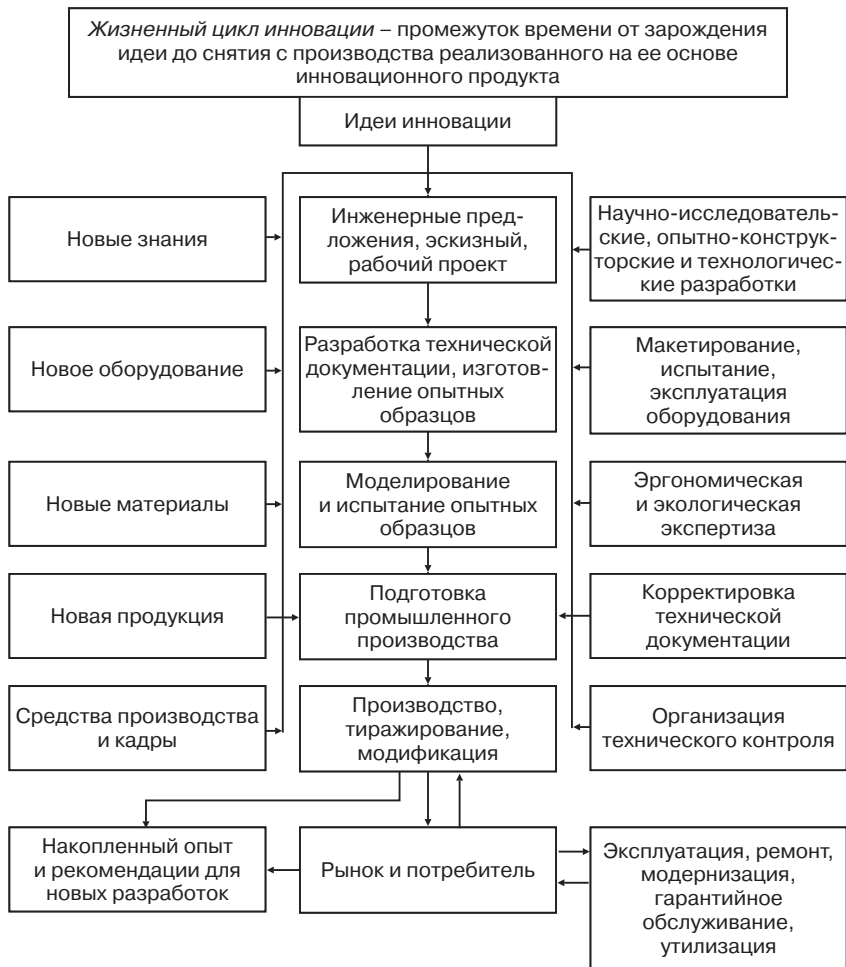 Жизненный цикл инновации – промежуток времени от зарождения
идеи до снятия с производства реализованного на ее основе
инновационного продукта
Идеи инновации
Новые знания
Инженерные пред-
ложения, эскизный,
рабочий проект
Научно-исследователь-
ские, опытно-конструк-
торские и технологиче-
ские разработки
Новое оборудование
Разработка технической
документации, изготов-
ление опытных
образцов
Макетирование,
испытание,
эксплуатация
оборудования
Новые материалы
Моделирование
и испытание опытных
образцов
Эргономическая
и экологическая
экспертиза
Новая продукция
Подготовка
промышленного
производства
Корректировка
технической
документации
Средства производства
и кадры
Производство,
тиражирование,
модификация
Организация
технического контроля
Накопленный опыт
и рекомендации для
новых разработок
Рынок и потребитель
Эксплуатация, ремонт,
модернизация,
гарантийное
обслуживание,
утилизация